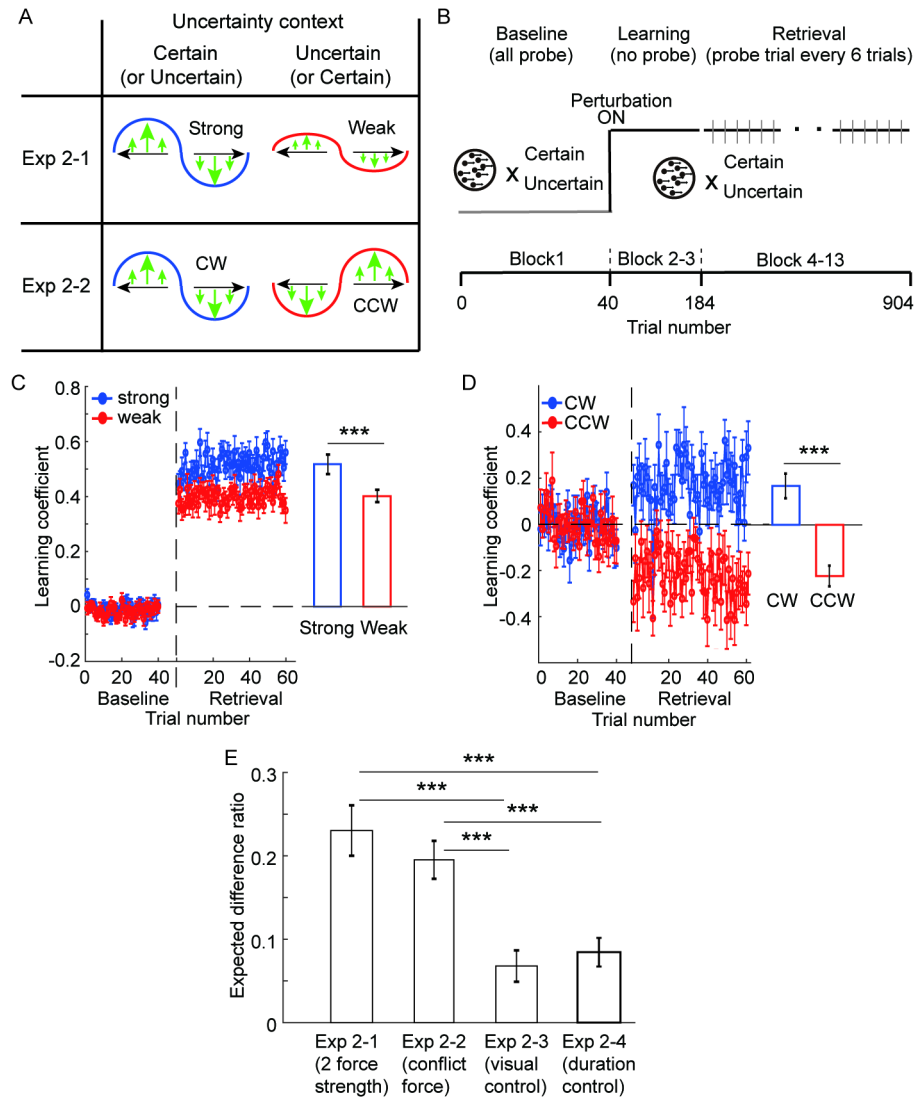 A
Uncertainty context
Certain
(or Uncertain)
Uncertain
(or Certain)
Exp 2-1
Strong
Weak
Exp 2-2
CW
CCW
B
Baseline
(all probe)
Learning
(no probe)
Retrieval
(probe trial every 6 trials)
Perturbation
ON
x
Certain
Uncertain
x
Certain
Uncertain
Block1
Block 2-3
Block 4-13
0
40
184
904
Trial number
C
strong
weak
***
Learning coefficient
0.8
0.6
0.4
0.2
0
-0.2
Strong Weak
0
20
40
0
20
40
60
Baseline
Retrieval
Trial number
D
CW
CCW
***
Learning coefficient
0.4
0.2
0
-0.2
-0.4
CW
CCW
0
20
40
0
20
40
60
Baseline
Retrieval
Trial number
E
***
***
***
***
Expected difference ratio
0.3
0.2
0.1
0
Exp 2-1
(2 force
strength)
Exp 2-2
(conflict
force)
Exp 2-3
(visual
control)
Exp 2-4
(duration
control)